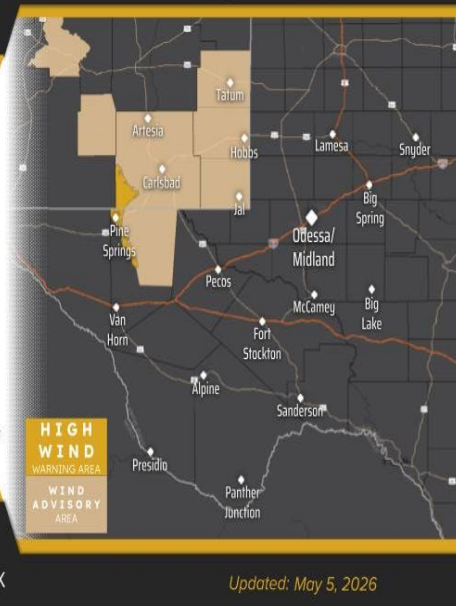 Tatum
Artesia
Hobbs
Lamesa
Snyder
Carlsbad
Jal
Big
Spring
Pine
Springs
Odessa/
Midland
Pecos
McCamey
Big
Lake
Van
Horn
Fort
Stockton
Alpine
Sanderson
Presidio
Panther
Junction
HIGH
WIND
WARNING AREA
WIND
ADVISORY
AREA
X
Updated: May 5, 2026